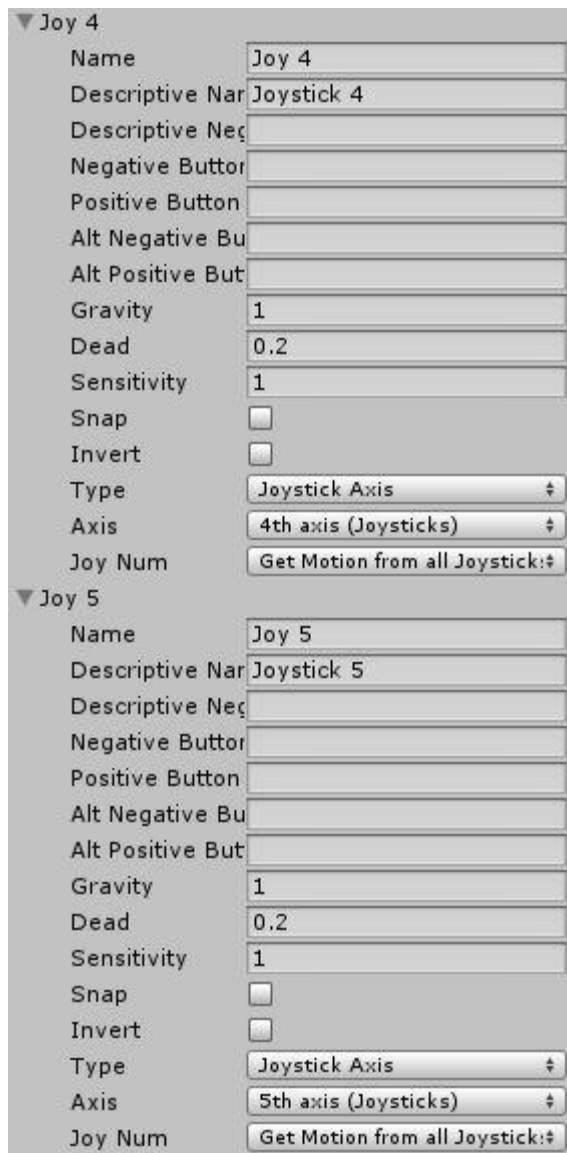 Joy 4
Name Joy 4
Descriptive Nar Joystick 4
Descriptive Neg
Negative Buttor
Positive Button
Alt Negative Bu
Alt Positive But
Gravity 1
Dead 0.2
Sensitivity 1
Snap
Invert
Type Joystick Axis
Axis 4th axis (Joysticks)
Joy Num Get Motion from all Joystick:
Joy 5
Name Joy 5
Descriptive Nar Joystick 5
Descriptive Neg
Negative Buttor
Positive Button
Alt Negative Bu
Alt Positive But
Gravity 1
Dead 0.2
Sensitivity 1
Snap
Invert
Type Joystick Axis
Axis 5th axis (Joysticks)
Joy Num Get Motion from all Joystick: